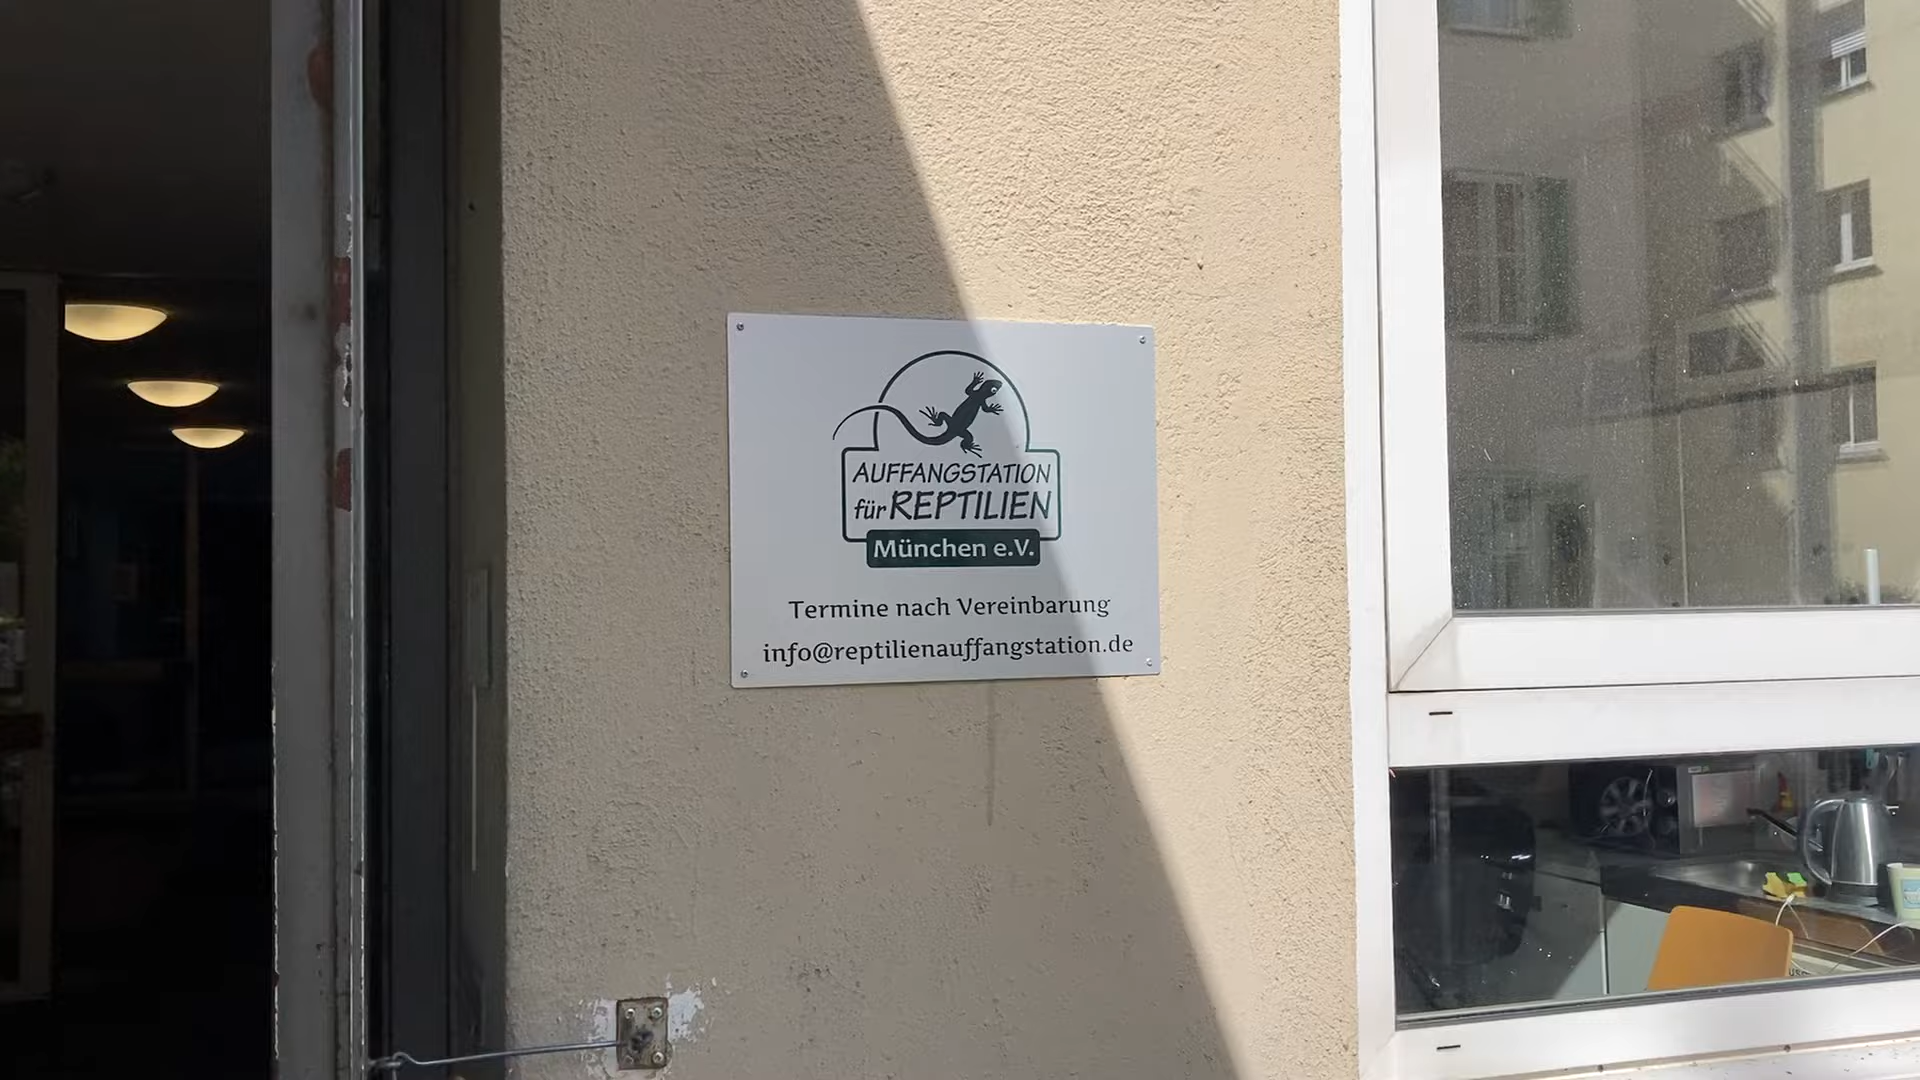 AUFFANGSTATION
für REPTILIEN
München e.V.
Termine nach Vereinbarung
info@reptilienauffangstation.de